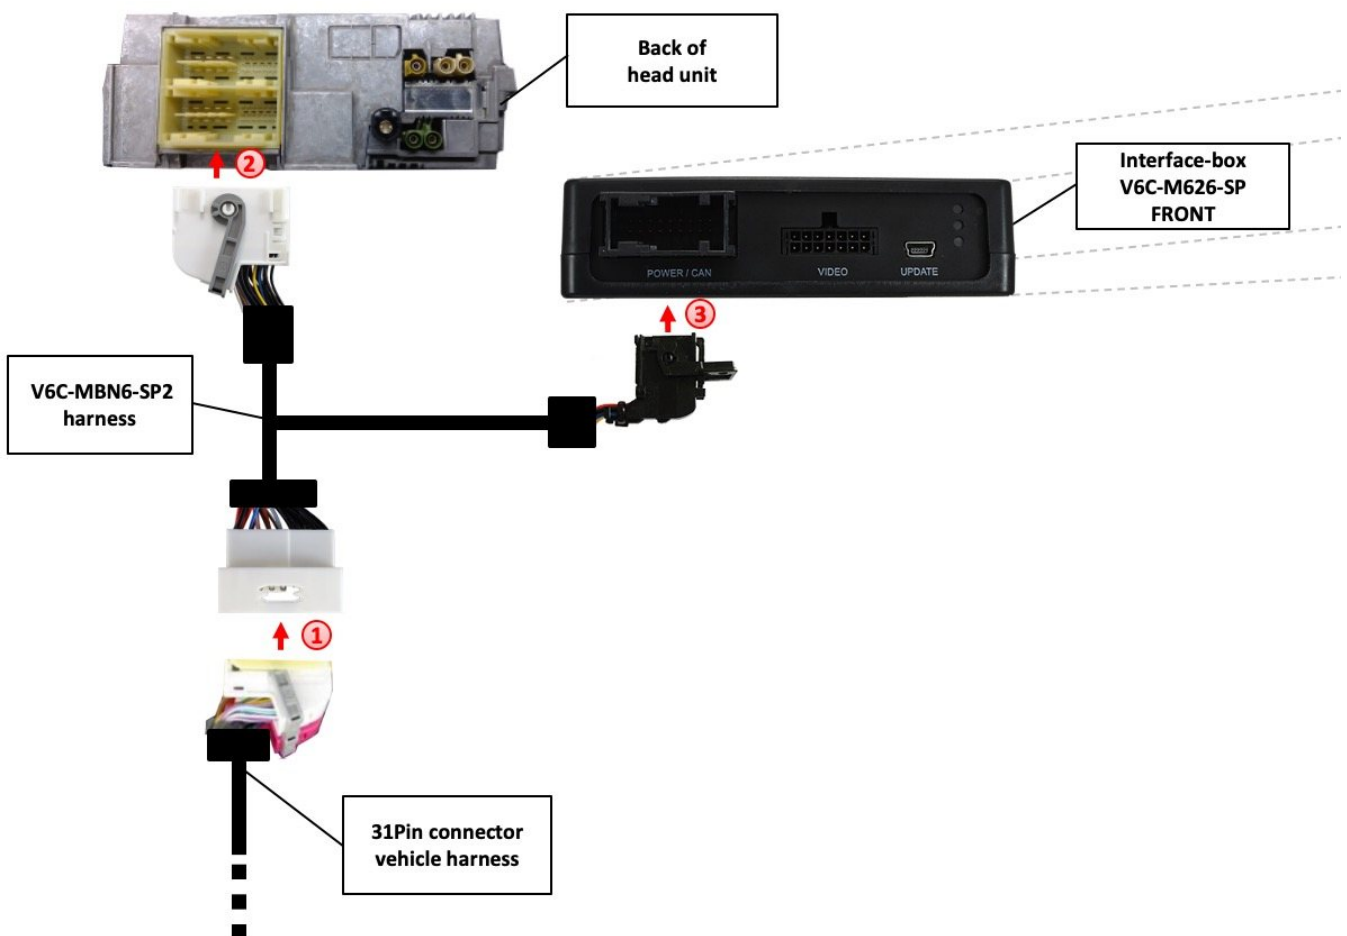 Back of
head unit
2
Interface-box
V6C-M626-SP
FRONT
POWER / CAN
VIDEO
UPDATE
3
V6C-MBN6-SP2
harness
1
31Pin connector
vehicle harness